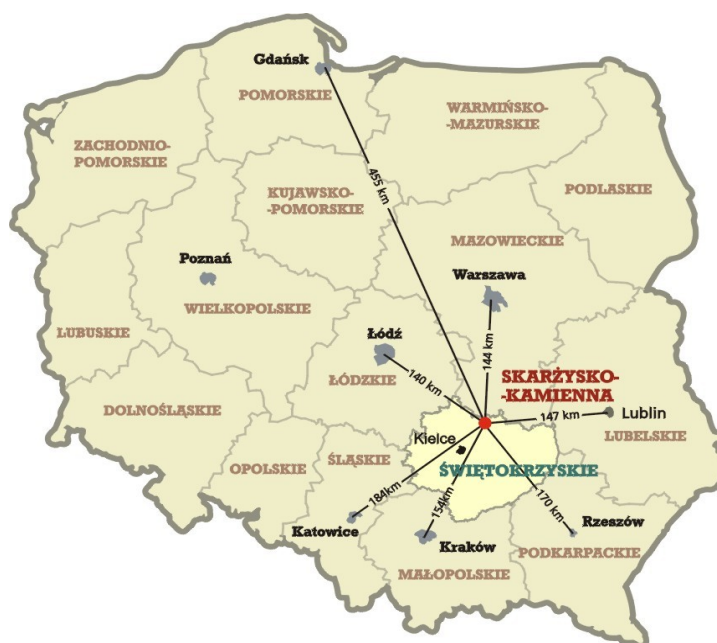 Gdańsk
POMORSKIE
WARMIŃSKO-
-MAZURSKIE
ZACHODNIO-
POMORSKIE
KUJAWSKO-
-POMORSKIE
455 km
PODLASKIE
MAZOWIECKIE
Poznań
Warszawa
WIELKOPOLSKIE
LUBUSKIE
Łódź
144 km
ŁÓDZKIE
140 km
SKARŻYSKO-
-KAMIENNA
DOLNOŚLĄSKIE
147 km
Lublin
LUBELSKIE
Kielce
ŚLĄSKIE
OPOLSKIE
ŚWIĘTOKRZYSKIE
184km
154km
170 km
Katowice
Kraków
Rzeszów
PODKARPACKIE
MAŁOPOLSKIE